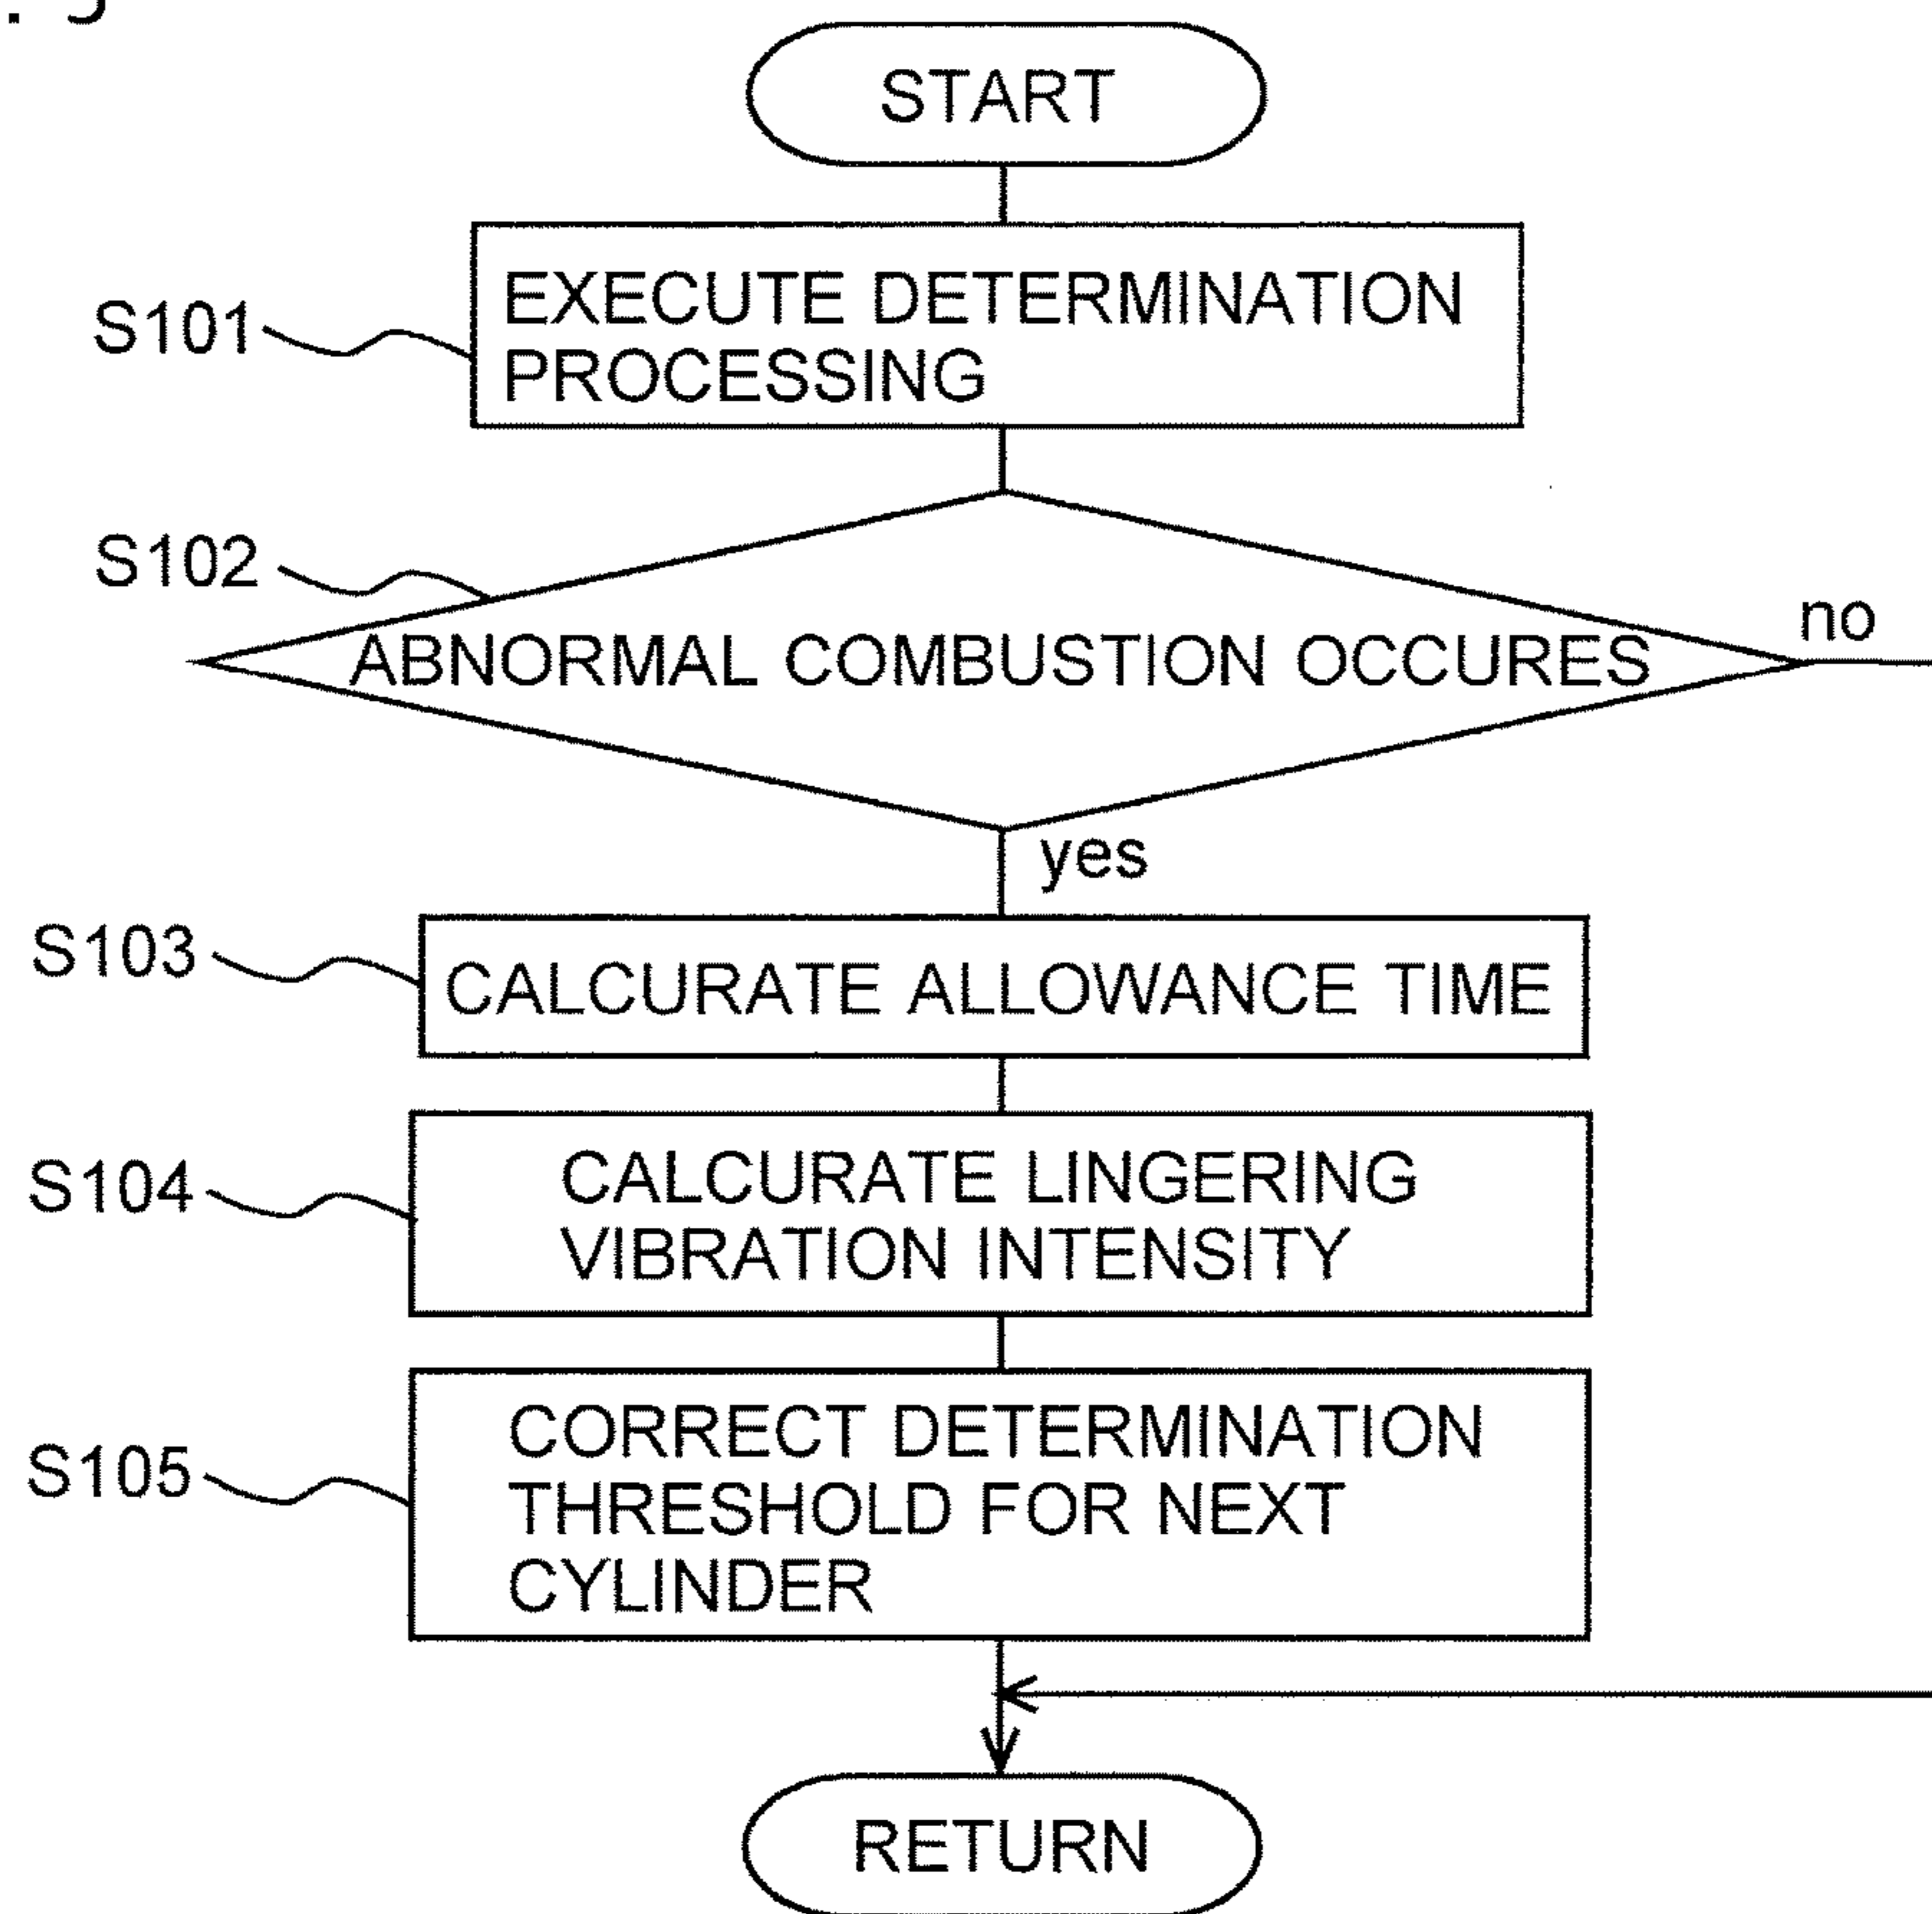 START
S101
EXECUTE DETERMINATION
PROCESSING
S102
ABNORMAL COMBUSTION OCCURES
no
yes
S103
CALCURATE ALLOWANCE TIME
S104
CALCURATE LINGERING
VIBRATION INTENSITY
S105
CORRECT DETERMINATION
THRESHOLD FOR NEXT
CYLINDER
RETURN